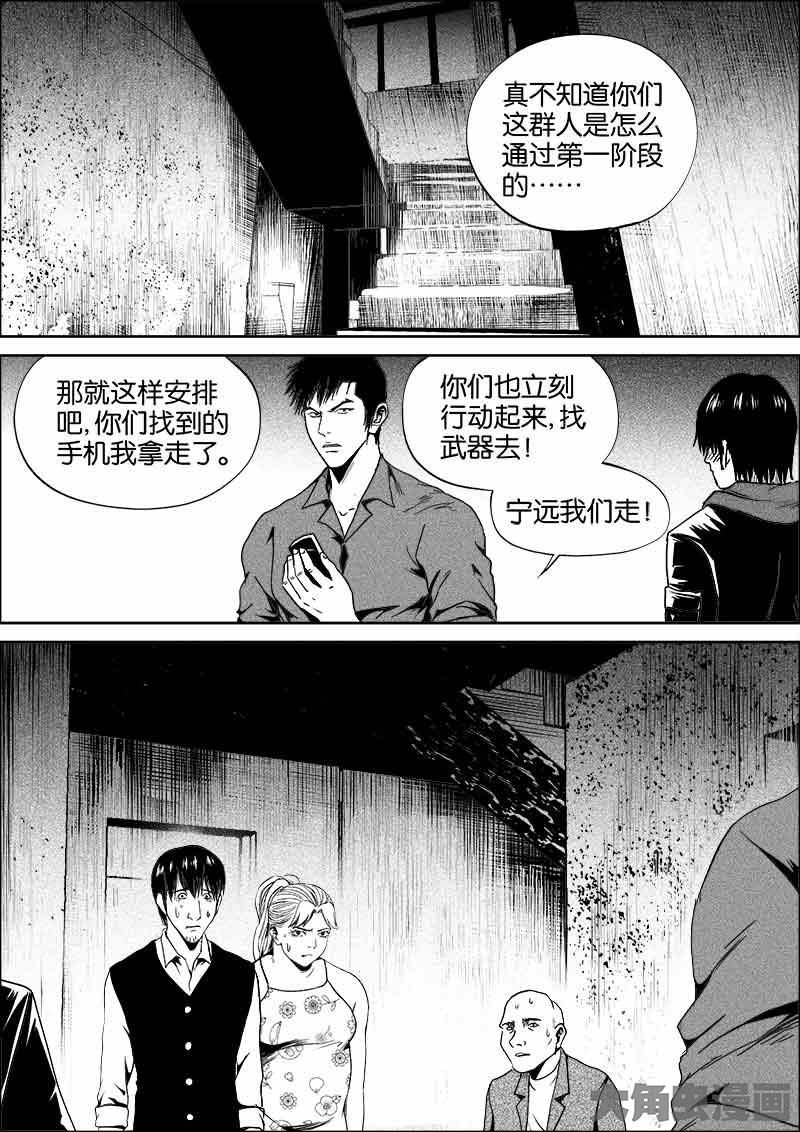 真不知道你们
这群人是怎么
通过第一阶段
的……
那就这样安排
吧,你们找到的
手机我拿走了。
你们也立刻
行动起来,找
武器去!
宁远我们走!
大角虫漫画